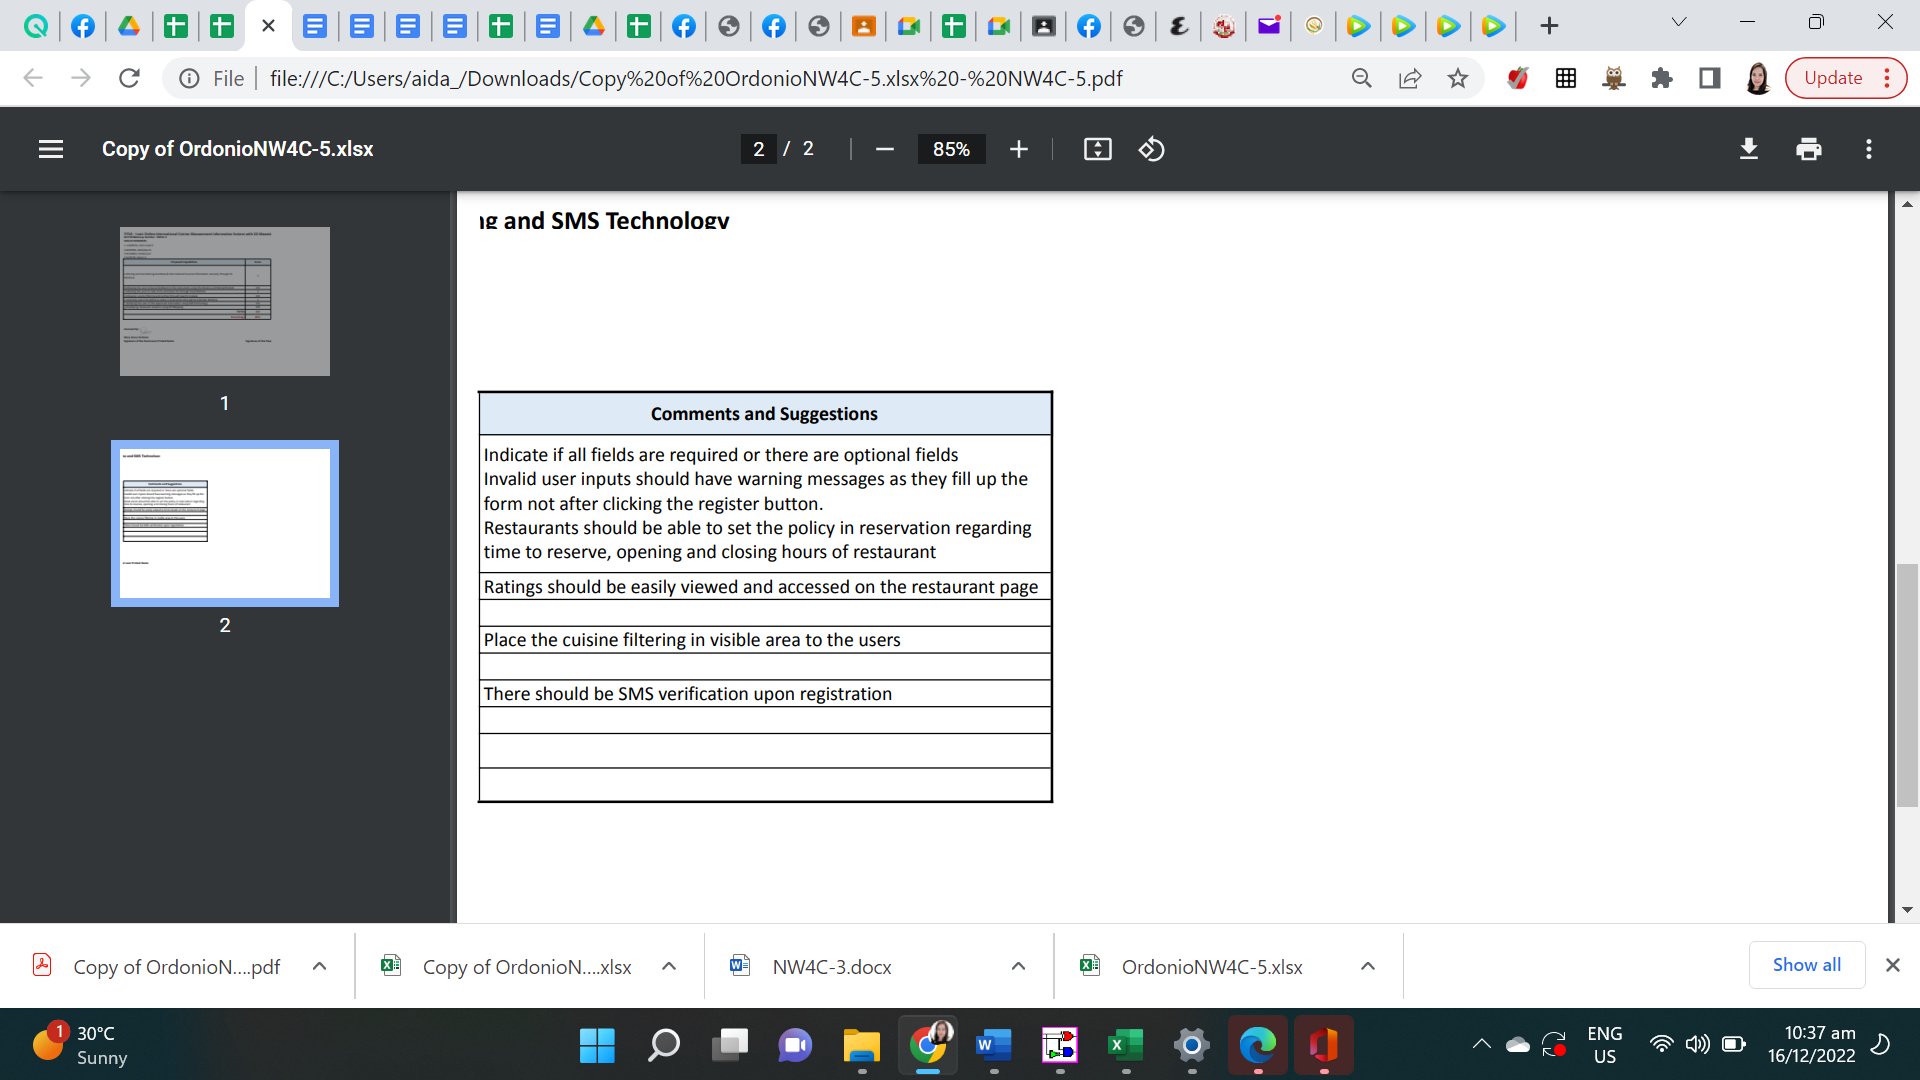 File
file:///C:/Users/aida_/Downloads/Copy%20of%20OrdonioNW4C-5.xlsx%20-%20NW4C-5.pdf
Update
Copy of OrdonioNW4C-5.xlsx
2 / 2
85%
1
2
and SMS Technology
Comments and Suggestions
Indicate if all fields are required or there are optional fields
Invalid user inputs should have warning messages as they fill up the
form not after clicking the register button.
Restaurants should be able to set the policy in reservation regarding
time to reserve, opening and closing hours of restaurant
Ratings should be easily viewed and accessed on the restaurant page
Place the cuisine filtering in visible area to the users
There should be SMS verification upon registration
Copy of OrdonioN....pdf
Copy of OrdonioN....xlsx
NW4C-3.docx
OrdonioNW4C-5.xlsx
Show all
1
30°C
Sunny
ENG
US
10:37 am
16/12/2022